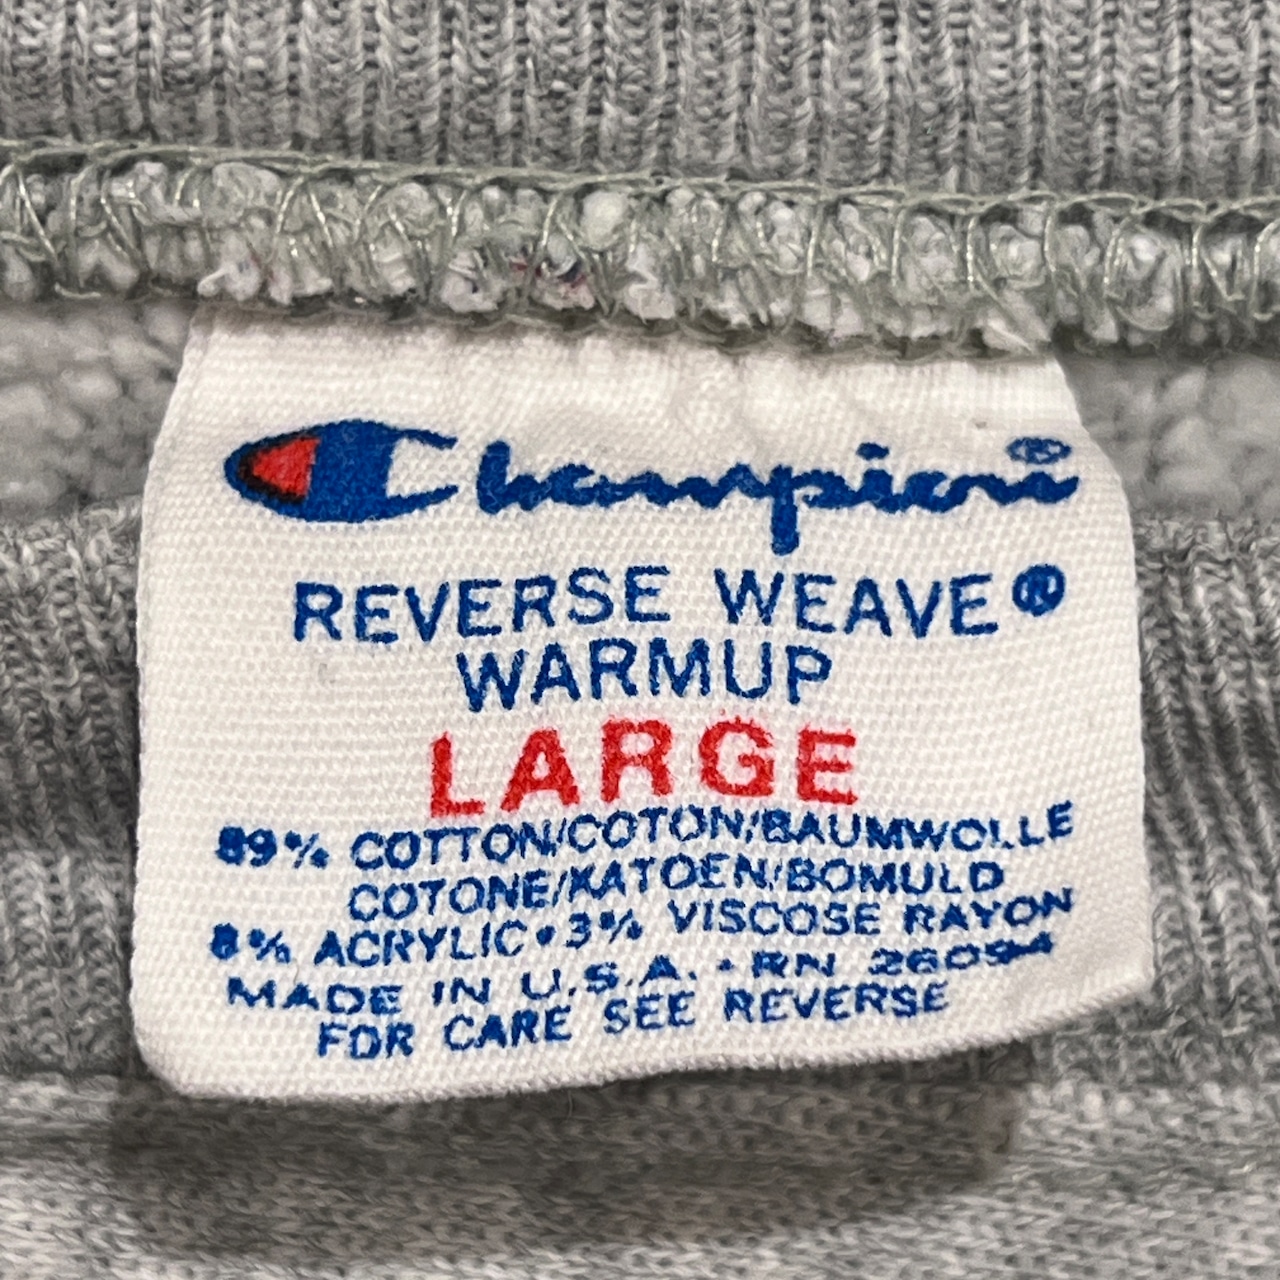 Champion®
REVERSE WEAVE®
WARMUP
LARGE
89% COTTON/COTON/BAUMWOLLE
COTONE/KATOEN/BOMULD
8% ACRYLIC•3% VISCOSE RAYON
MADE IN U.S.A. - RN 26094
FOR CARE SEE REVERSE